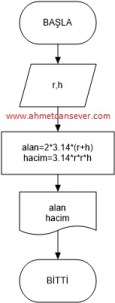 BAŞLA
r,h
www.ahmetcansever.com
alan=2*3.14*(r+h)
hacim=3.14*r*r*h
alan
hacim
BİTTİ